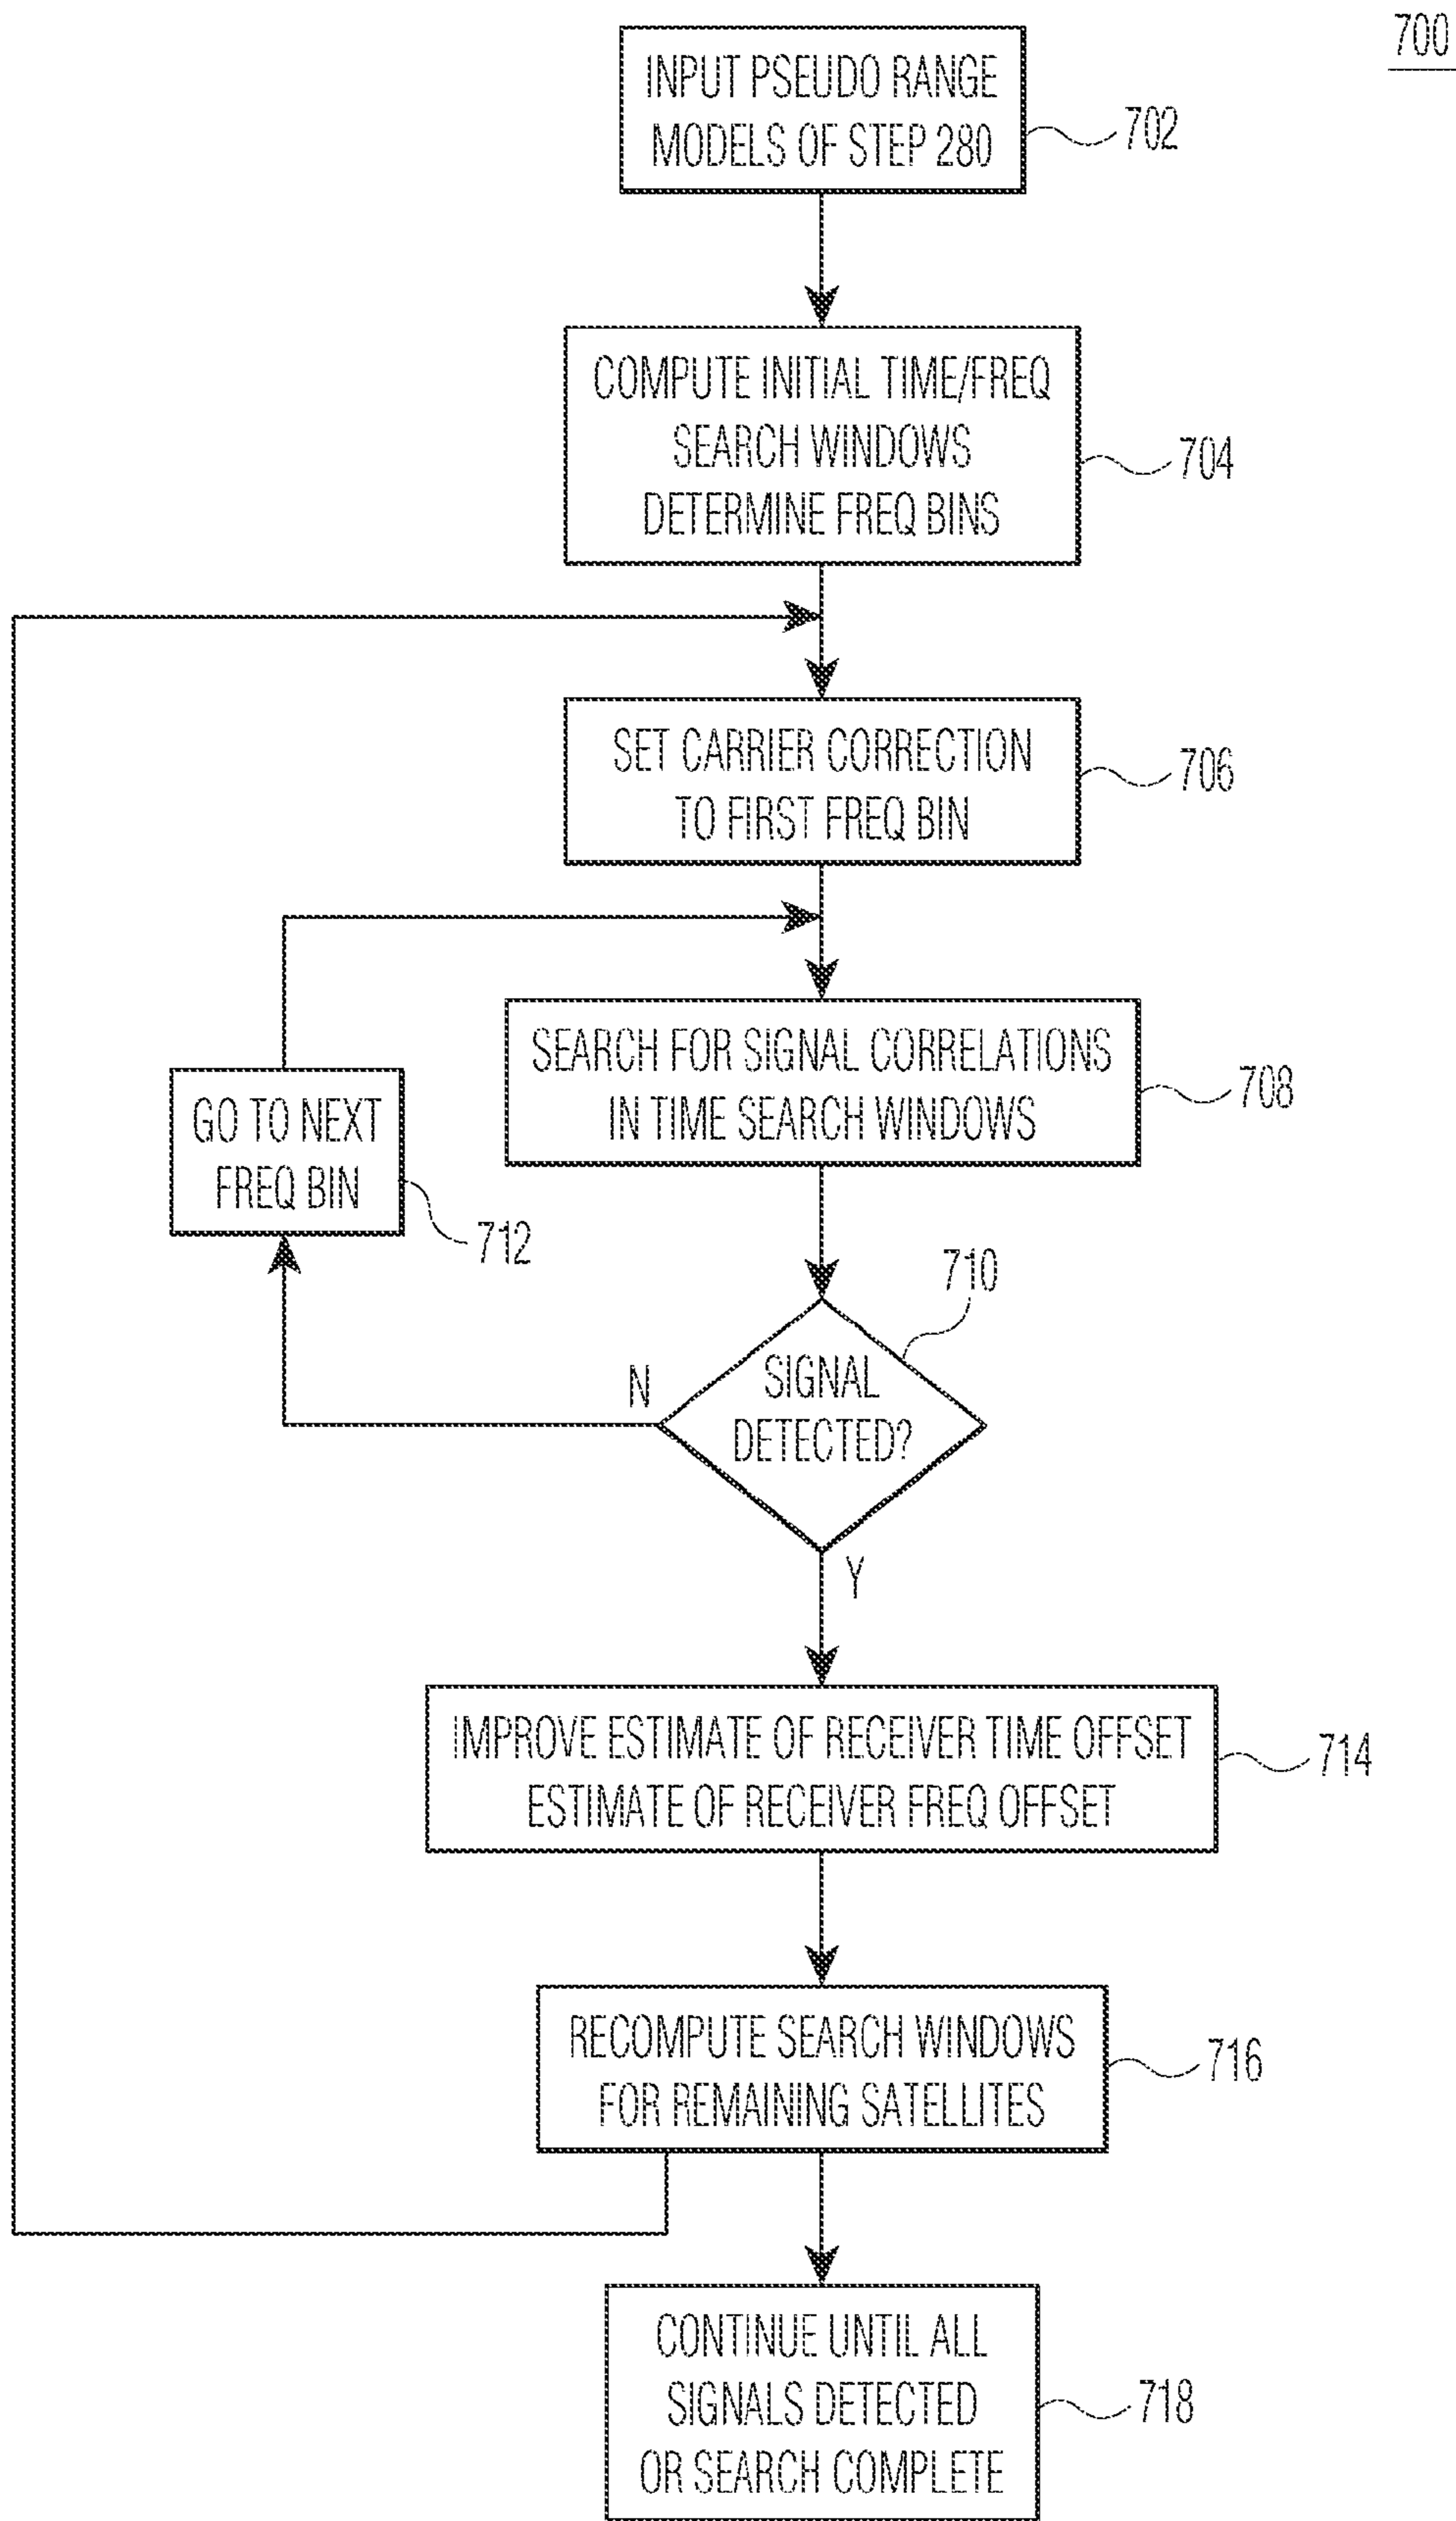 700
INPUT PSEUDO RANGE
MODELS OF STEP 280
702
COMPUTE INITIAL TIME/FREQ
SEARCH WINDOWS
DETERMINE FREQ BINS
704
SET CARRIER CORRECTION
TO FIRST FREQ BIN
706
SEARCH FOR SIGNAL CORRELATIONS
IN TIME SEARCH WINDOWS
708
GO TO NEXT
FREQ BIN
712
710
SIGNAL
DETECTED?
N
Y
IMPROVE ESTIMATE OF RECEIVER TIME OFFSET
ESTIMATE OF RECEIVER FREQ OFFSET
714
RECOMPUTE SEARCH WINDOWS
FOR REMAINING SATELLITES
716
CONTINUE UNTIL ALL
SIGNALS DETECTED
OR SEARCH COMPLETE
718